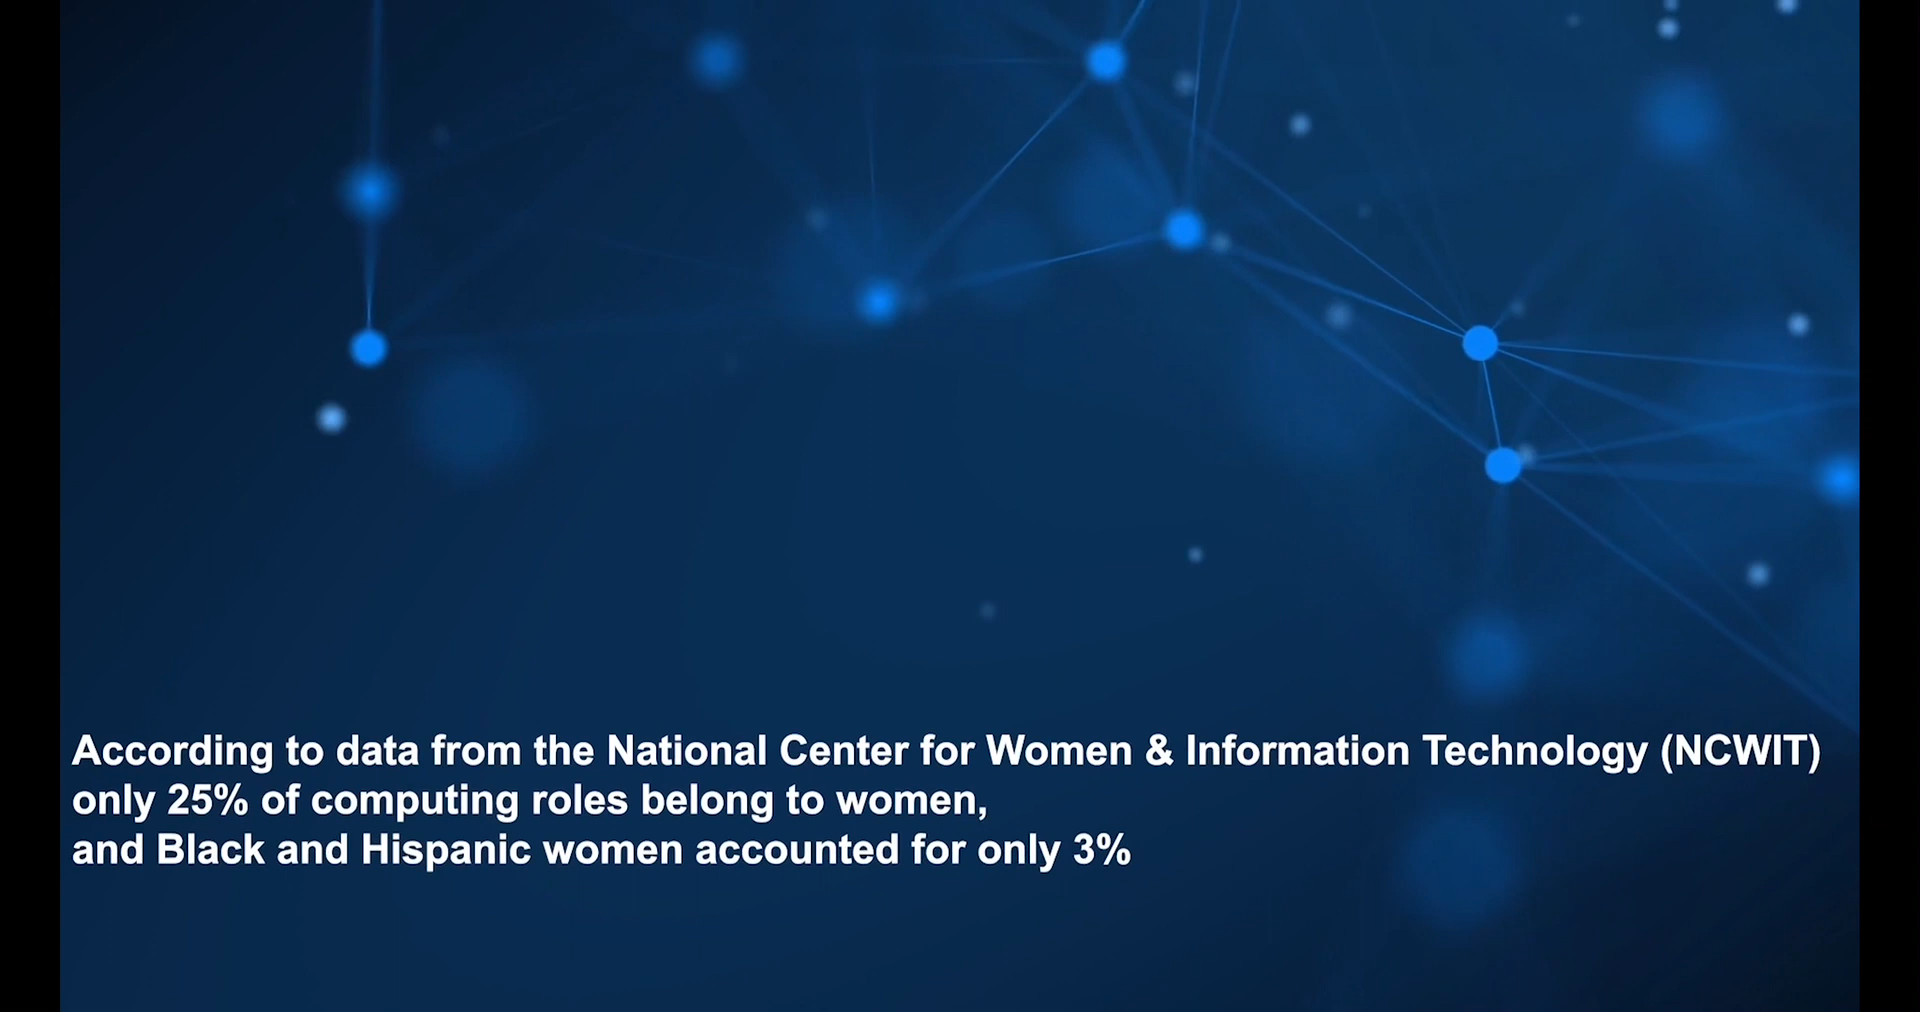 According to data from the National Center for Women & Information Technology (NCWIT)
only 25% of computing roles belong to women,
and Black and Hispanic women accounted for only 3%